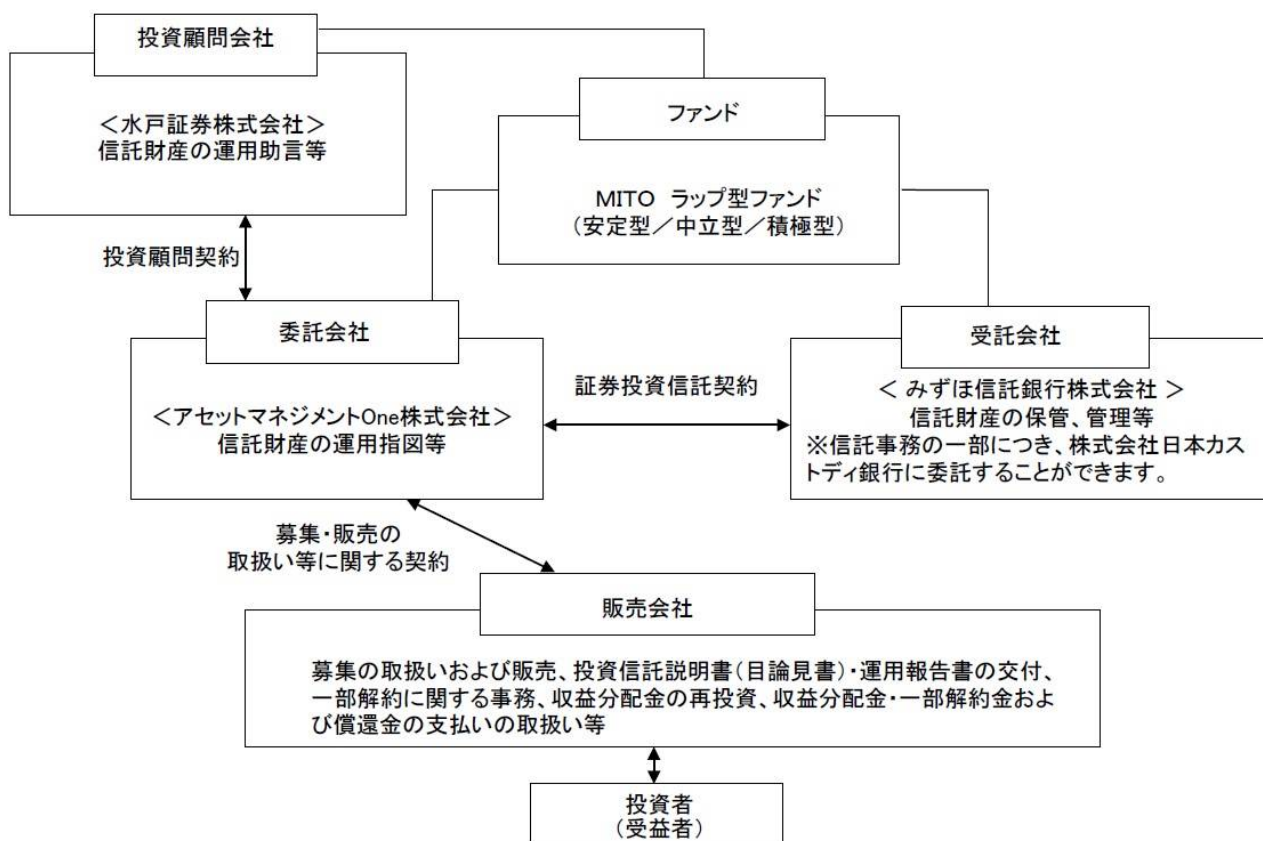 投資顧問会社
<水戸証券株式会社>
信託財産の運用助言等
ファンド
MITO ラップ型ファンド
(安定型/中立型/積極型)
投資顧問契約
委託会社
<アセットマネジメントOne株式会社>
信託財産の運用指図等
証券投資信託契約
受託会社
< みずほ信託銀行株式会社 >
信託財産の保管、管理等
※信託事務の一部につき、株式会社日本カス
トディ銀行に委託することができます。
募集・販売の
取扱い等に関する契約
販売会社
募集の取扱いおよび販売、投資信託説明書(目論見書)・運用報告書の交付、
一部解約に関する事務、収益分配金の再投資、収益分配金・一部解約金およ
び償還金の支払いの取扱い等
投資者
(受益者)